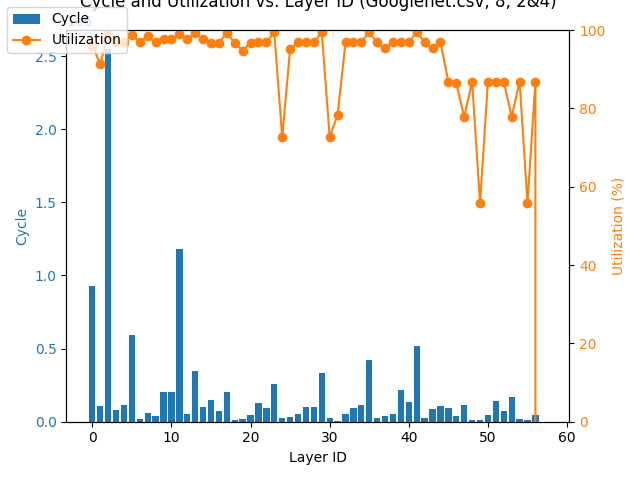 Cycle and Utilization vs. Layer ID (Googlenet.csv, 8, 2&4)
Cycle
Utilization
2.5
2.0
1.5
1.0
0.5
0.0
Cycle
100
80
60
40
20
0
Utilization (%)
0 10 20 30 40 50 60
Layer ID